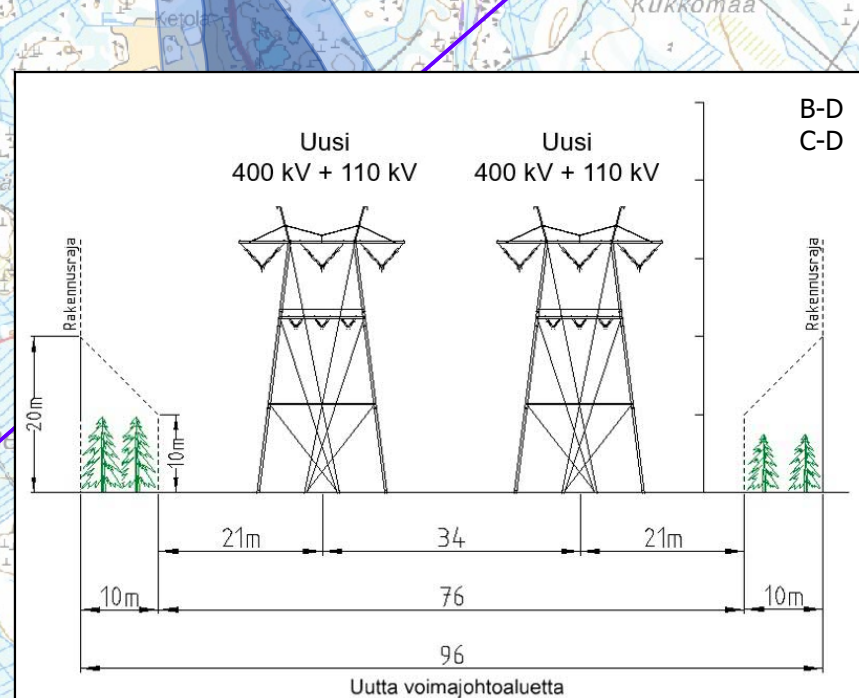 Ketola
Kukkomaa
B-D
C-D
Uusi
400 kV + 110 kV
Uusi
400 kV + 110 kV
Rakennusraja
Rakennusraja
20m
10m
21m
34
21m
10m
76
10m
96
Uutta voimajohtoaluetta